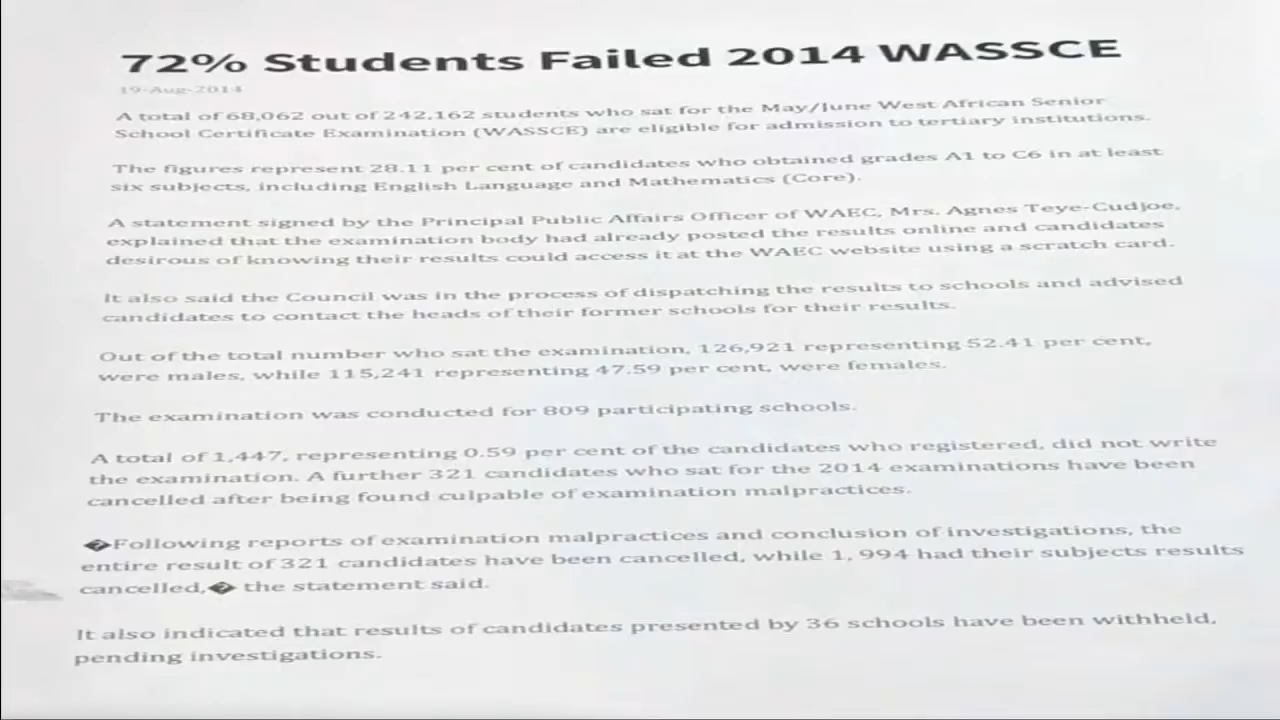 72% Students Failed 2014 WASSCE
19-Aug-2014
A total of 68,062 out of 242,162 students who sat for the May/June West African Senior
School Certificate Examination (WASSCE) are eligible for admission to tertiary institutions.
The figures represent 28.11 per cent of candidates who obtained grades A1 to C6 in at least
six subjects, including English Language and Mathematics (Core).
A statement signed by the Principal Public Affairs Officer of WAEC, Mrs. Agnes Teye-Cudjoe,
explained that the examination body had already posted the results online and candidates
desirous of knowing their results could access it at the WAEC website using a scratch card.
It also said the Council was in the process of dispatching the results to schools and advised
candidates to contact the heads of their former schools for their results.
Out of the total number who sat the examination, 126,921 representing 52.41 per cent,
were males, while 115,241 representing 47.59 per cent, were females.
The examination was conducted for 809 participating schools.
A total of 1,447, representing 0.59 per cent of the candidates who registered, did not write
the examination. A further 321 candidates who sat for the 2014 examinations have been
cancelled after being found culpable of examination malpractices.
�Following reports of examination malpractices and conclusion of investigations, the
entire result of 321 candidates have been cancelled, while 1, 994 had their subjects results
cancelled,� the statement said.
It also indicated that results of candidates presented by 36 schools have been withheld,
pending investigations.